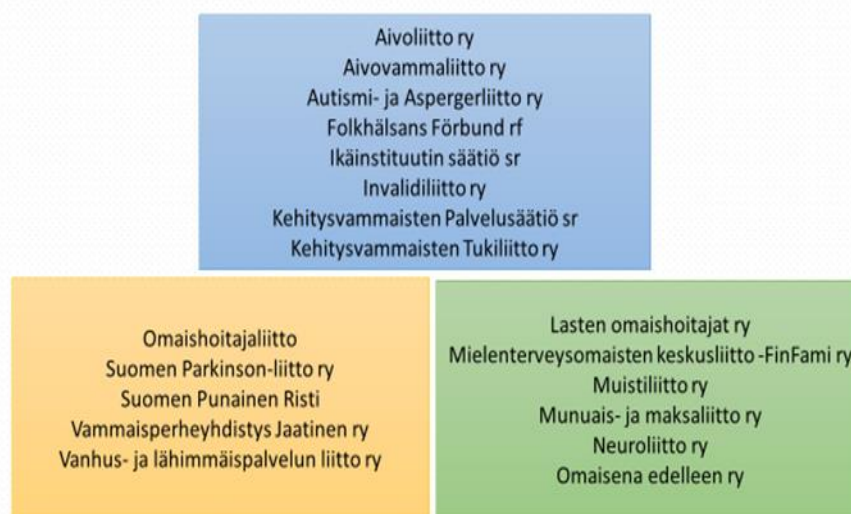 Aivoliitto ry
Aivovammaliitto ry
Autismi- ja Aspergerliitto ry
Folkhälsans Förbund rf
Ikäinstituutin säätiö sr
Invalidiliitto ry
Kehitysvammaisten Palvelusäätiö sr
Kehitysvammaisten Tukiliitto ry
Omaishoitajaliitto
Suomen Parkinson-liitto ry
Suomen Punainen Risti
Vammaisperheyhdistys Jaatinen ry
Vanhus- ja lähimmäispalvelun liitto ry
Lasten omaishoitajat ry
Mielenterveysomaisten keskusliitto -FinFami ry
Muistiliitto ry
Munuais- ja maksaliitto ry
Neuroliitto ry
Omaisena edelleen ry